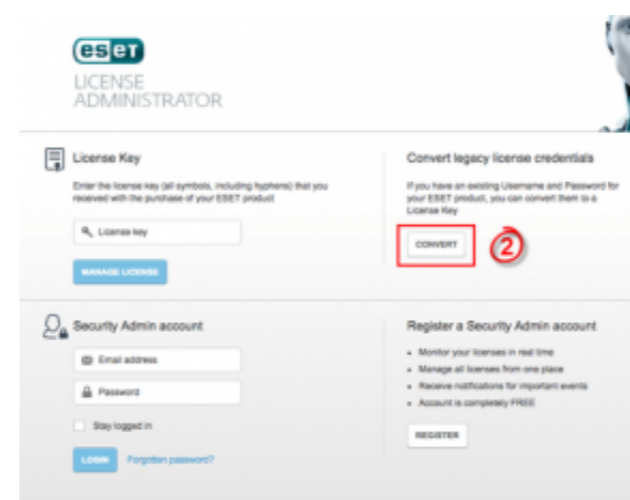 eseT
LICENSE
ADMINISTRATOR
License Key
Enter the license key (all symbols, including hyphens) that you
received with the purchase of your ESET product
License key
MANAGE LICENSE
Convert legacy license credentials
If you have an existing Username and Password for
your ESET product, you can convert them to a
License Key
CONVERT
2
Security Admin account
Email address
Password
Stay logged in
LOGIN Forgotten password?
Register a Security Admin account
• Monitor your licenses in real time
• Manage all licenses from one place
• Receive notifications for important events
• Account is completely FREE
REGISTER